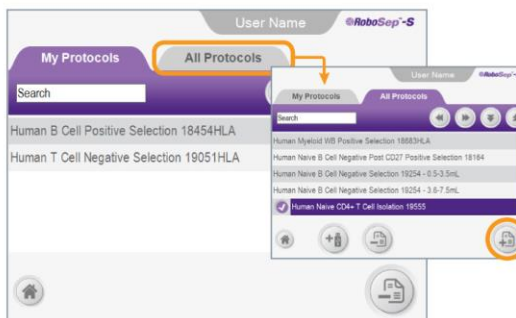 User Name
RoboSep®-S
My Protocols
All Protocols
Search
Human B Cell Positive Selection 18454HLA
Human T Cell Negative Selection 19051HLA
User Name
RoboSep®-S
My Protocols
All Protocols
Search
Human Myeloid WB Positive Selection 18683HLA
Human Naive B Cell Negative Post CD27 Positive Selection 18164
Human Naive B Cell Negative Selection 19254 - 0.5-3.5mL
Human Naive B Cell Negative Selection 19254 - 3.6-7.5mL
Human Naive CD4+ T Cell Isolation 19555